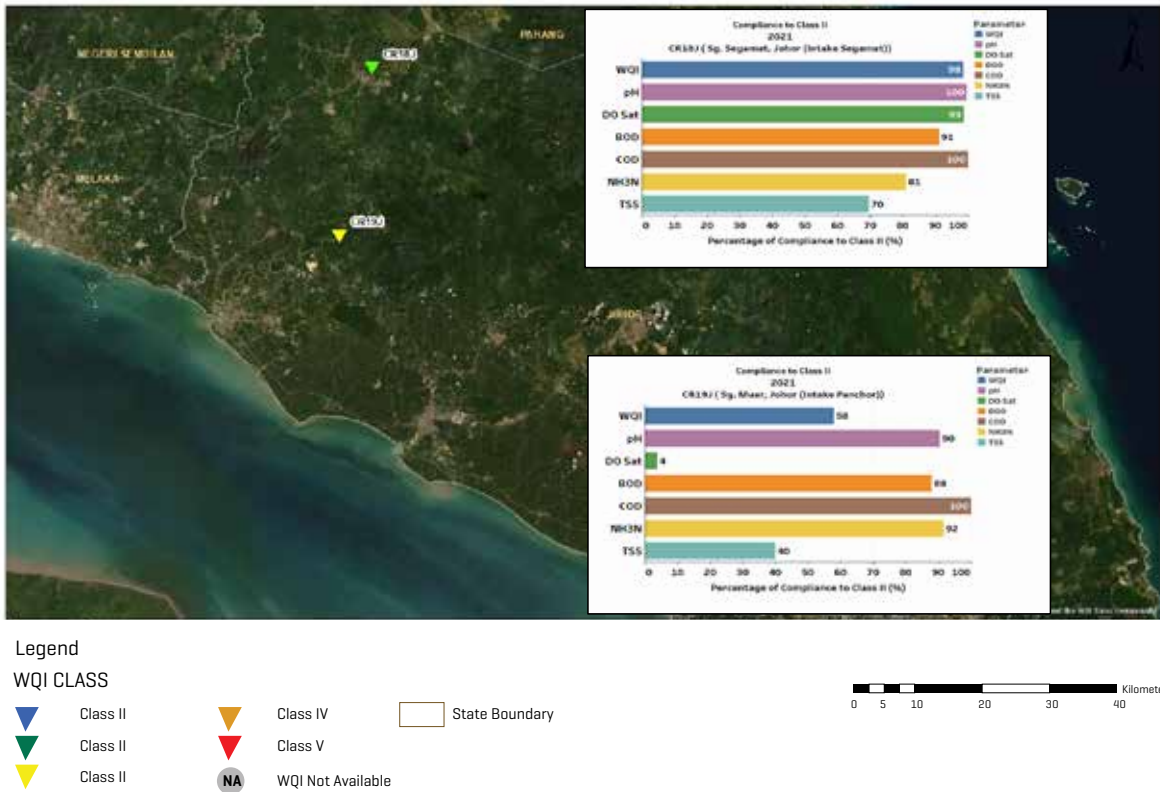 NEGERI SEMBILAN
PAHANG
CR18J
MELAKA
CR19J
JOHOR
Compliance to Class II
2021
CR18J ( Sg. Segamat, Johor (Intake Segamat))
WQI
pH 100
DO Sat
BOD 91
COD 100
NH3N 81
TSS 70
0 10 20 30 40 50 60 70 80 90 100
Percentage of Compliance to Class II (%)
Parameter
WQI
pH
DO Sat
BOD
COD
NH3N
TSS
Compliance to Class II
2021
CR19J ( Sg. Muar, Johor (Intake Panchor))
WQI 58
pH 90
DO Sat 4
BOD 88
COD 100
NH3N 92
TSS 40
0 10 20 30 40 50 60 70 80 90 100
Percentage of Compliance to Class II (%)
Parameter
WQI
pH
DO Sat
BOD
COD
NH3N
TSS
Legend
WQI CLASS
Class II
Class II
Class II
Class IV
Class V
NA WQI Not Available
State Boundary
Kilomete
0 5 10 20 30 40